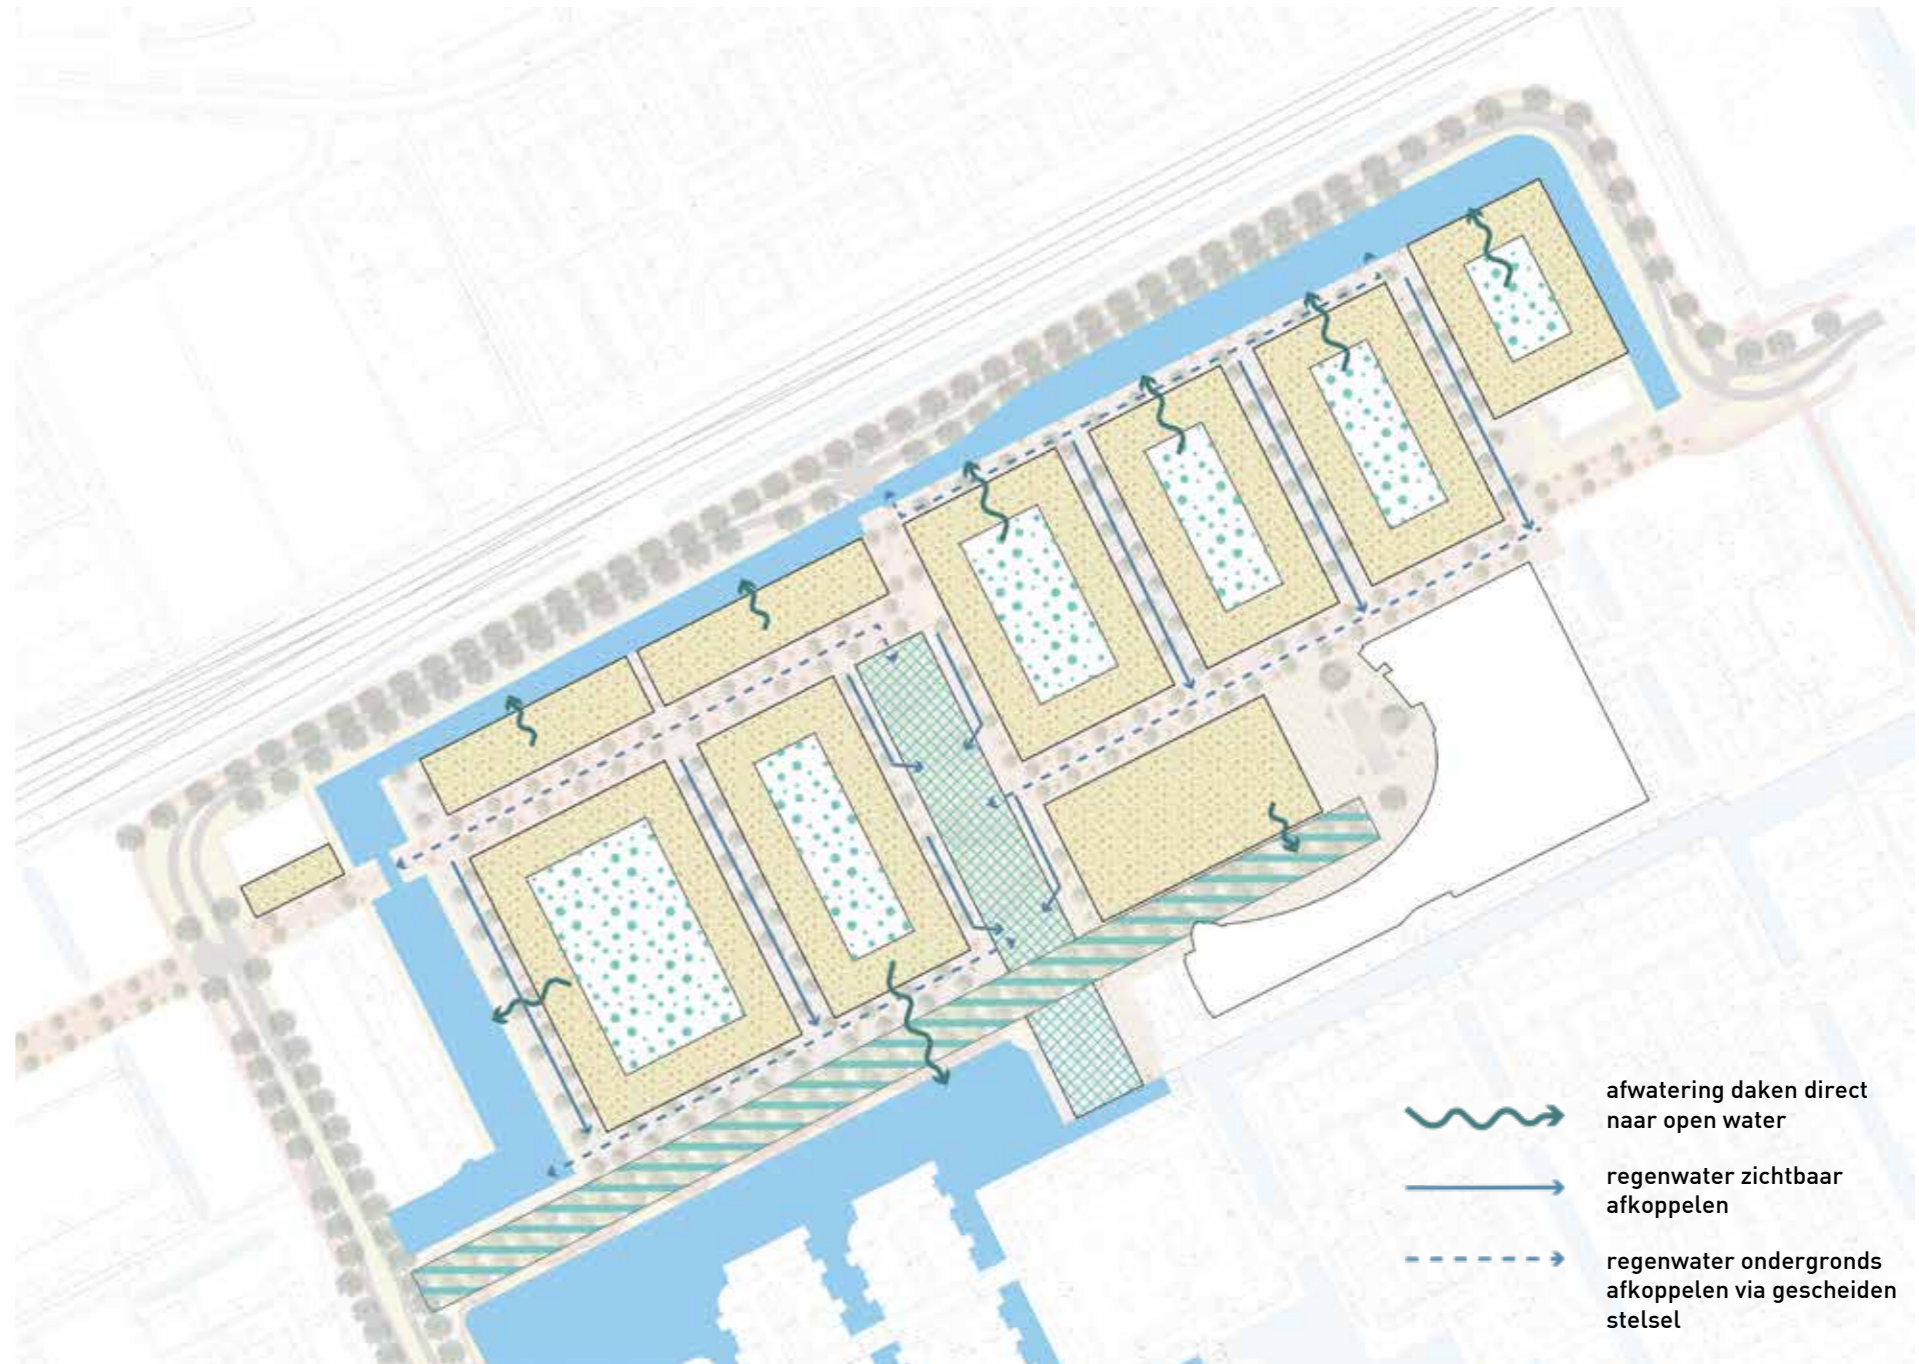 afwatering daken direct
naar open water
regenwater zichtbaar
afkoppelen
regenwater ondergronds
afkoppelen via gescheiden
stelsel